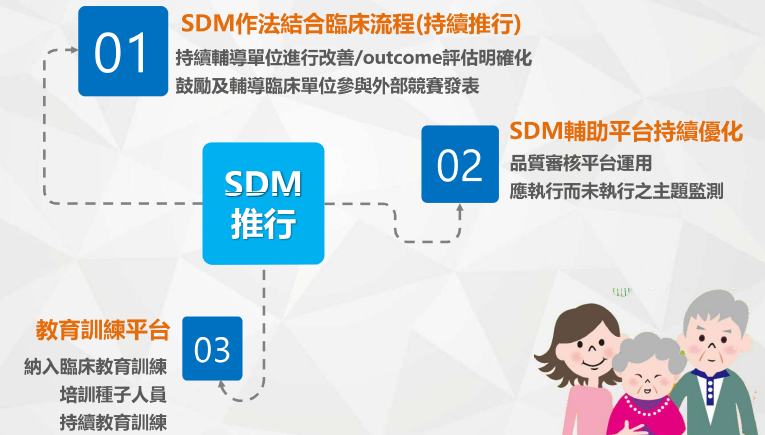 01
SDM作法結合臨床流程(持續推行)
持續輔導單位進行改善/outcome評估明確化
鼓勵及輔導臨床單位參與外部競賽發表
SDM
推行
02
SDM輔助平台持續優化
品質審核平台運用
應執行而未執行之主題監測
03
教育訓練平台
納入臨床教育訓練
培訓種子人員
持續教育訓練